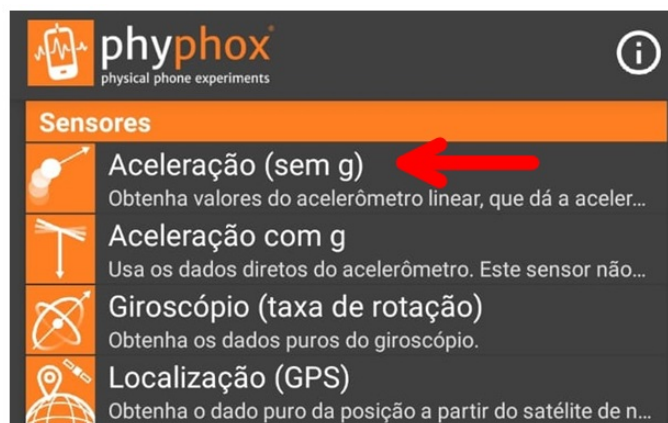 phyphox
physical phone experiments
Sensores
Aceleração (sem g)
Obtenha valores do acelerômetro linear, que dá a aceler...
Aceleração com g
Usa os dados diretos do acelerômetro. Este sensor não...
Giroscópio (taxa de rotação)
Obtenha os dados puros do giroscópio.
Localização (GPS)
Obtenha o dado puro da posição a partir do satélite de n...